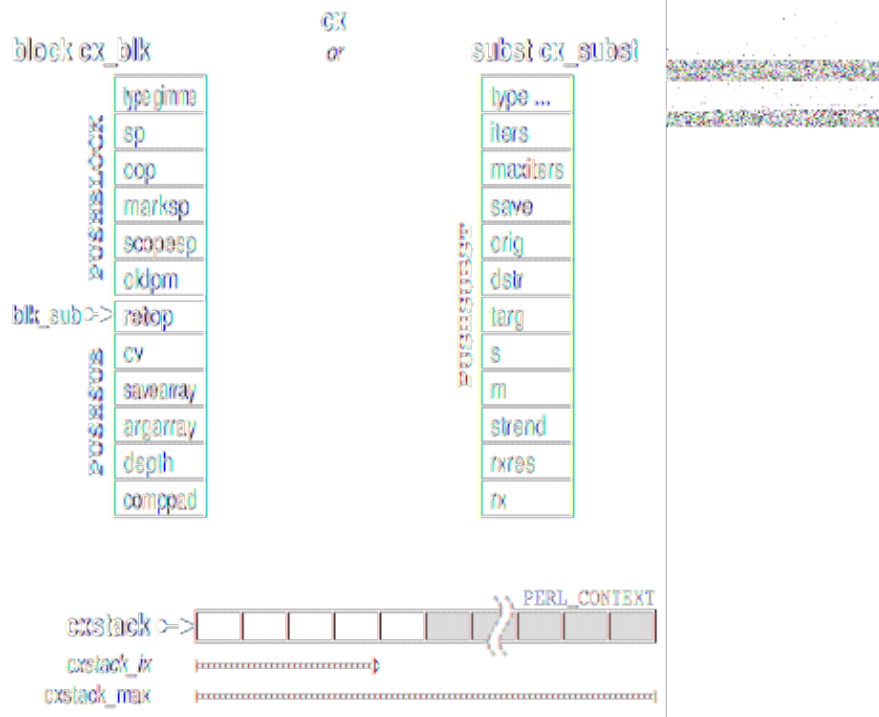 cx
block cx_blk or subst cx_subst
type gimme type ...
sp iters
cop maxiters
marksp save
scopesp orig
oldpm dstr
blk_sub retop targ
cv s
savearray m
argarray strend
depth rxres
comppad rx
PUSHBLOCK
PUSHSUB
PUSHSUBST
PERL_CONTEXT
cxstack
cxstack_ix
cxstack_max